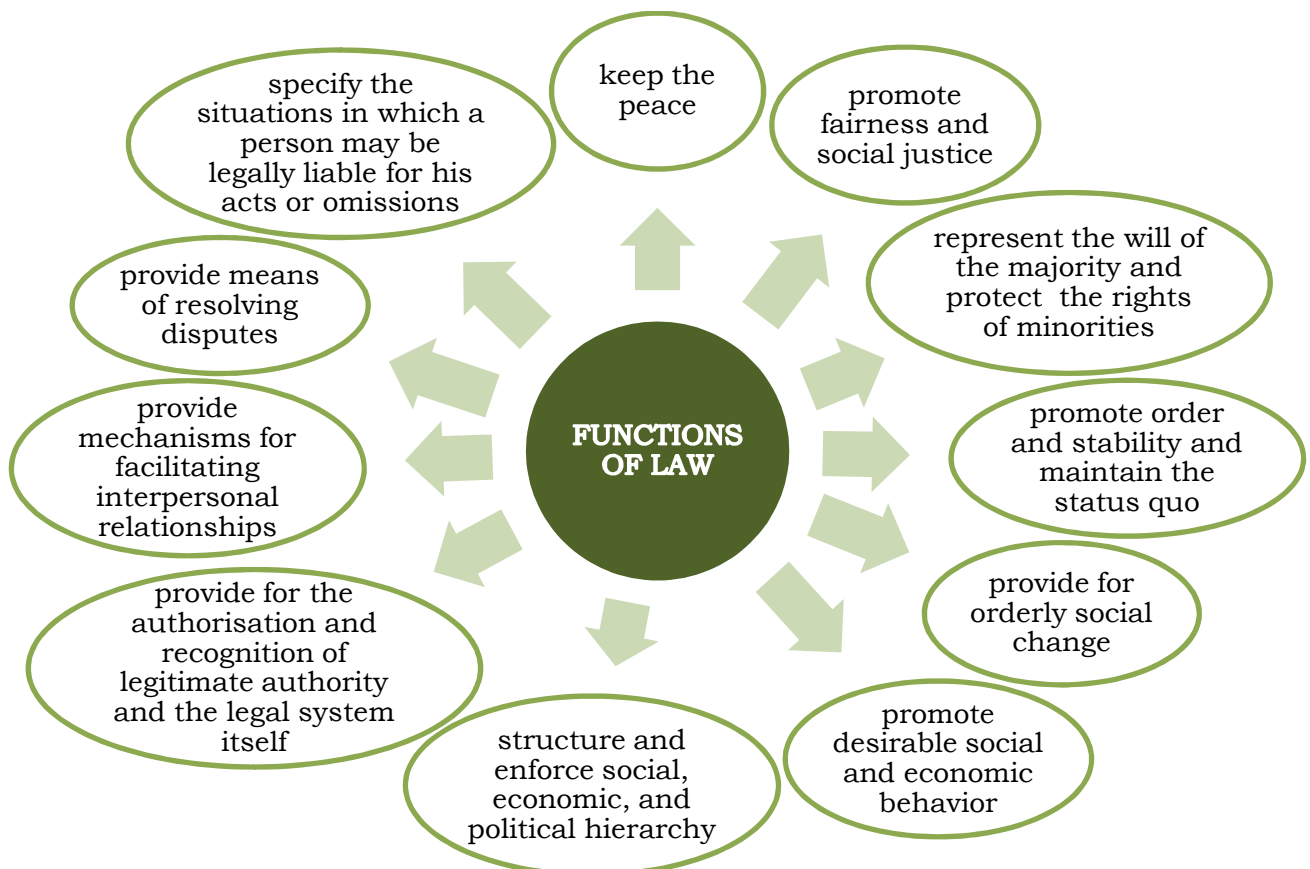 FUNCTIONS
OF LAW
keep the
peace
promote
fairness and
social justice
represent the will of
the majority and
protect  the rights
of minorities
promote order
and stability and
maintain the
status quo
provide for
orderly social
change
promote
desirable social
and economic
behavior
structure and
enforce social,
economic, and
political hierarchy
provide for the
authorisation and
recognition of
legitimate authority
and the legal system
itself
provide
mechanisms for
facilitating
interpersonal
relationships
provide means
of resolving
disputes
specify the
situations in which a
person may be
legally liable for his
acts or omissions